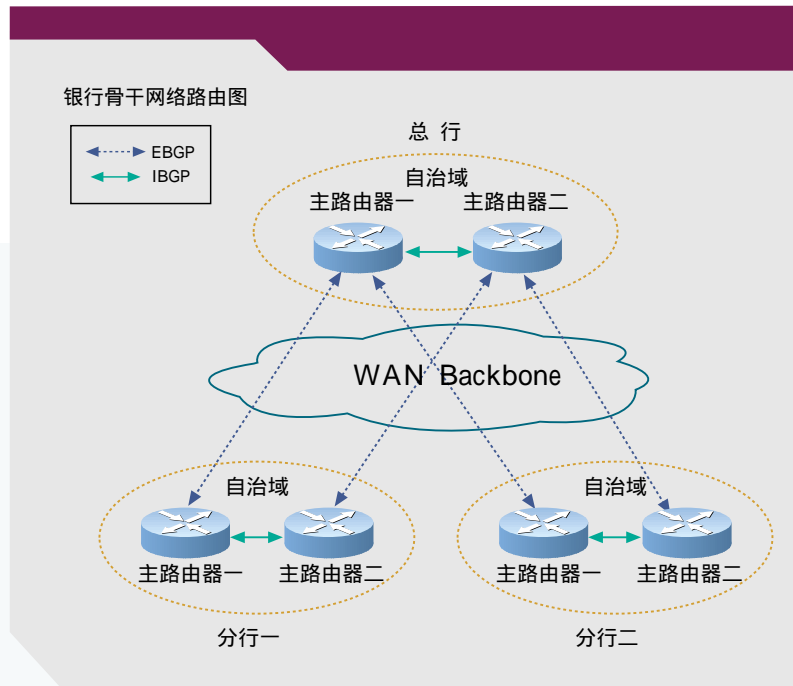 银行骨干网络路由图
EBGP
IBGP
总 行
自治域
主路由器一 主路由器二
WAN Backbone
自治域 自治域
主路由器一 主路由器二 主路由器一 主路由器二
分行一 分行二